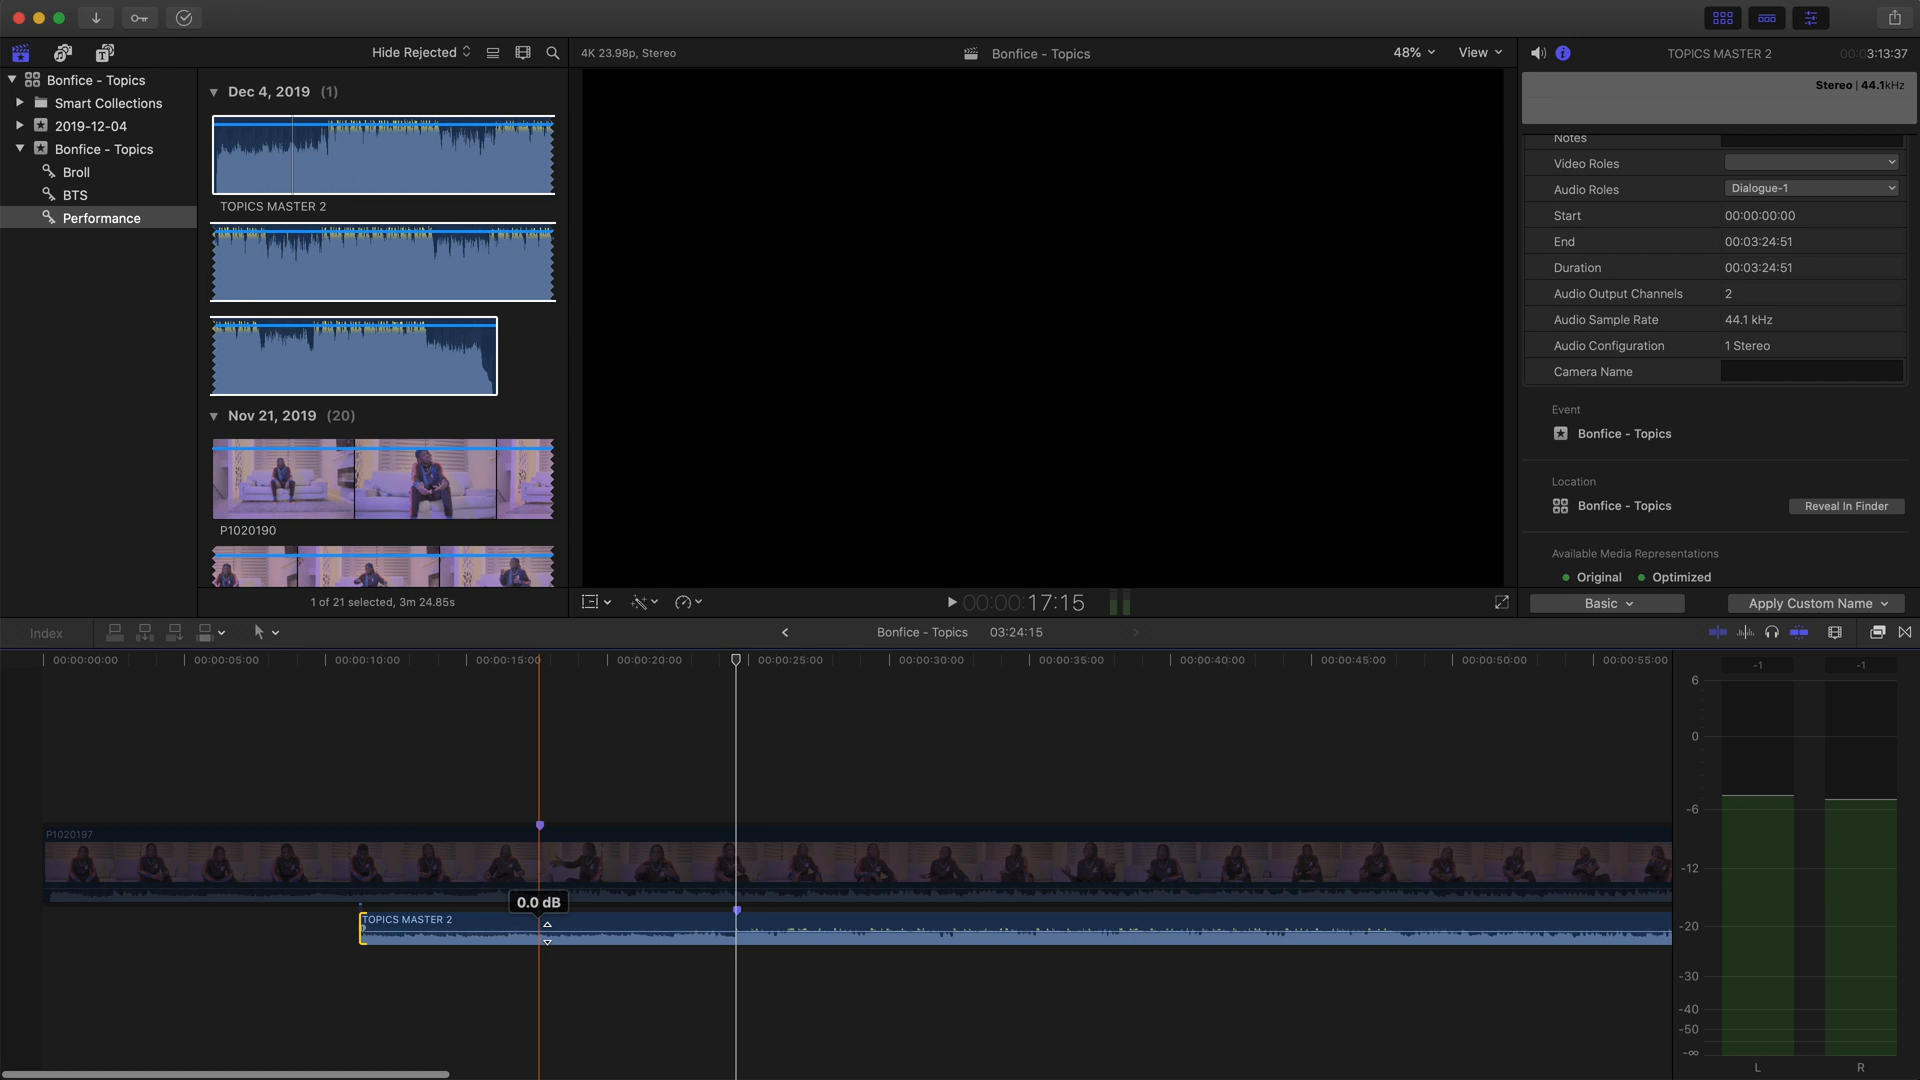 Hide Rejected
4K 23.98p, Stereo
Bonfice - Topics
48%
View
TOPICS MASTER 2
00:03:13:37
Bonfice - Topics
Smart Collections
2019-12-04
Bonfice - Topics
Broll
BTS
Performance
Dec 4, 2019 (1)
TOPICS MASTER 2
Nov 21, 2019 (20)
P1020190
1 of 21 selected, 3m 24.85s
00:00:17:15
Stereo | 44.1kHz
Notes
Video Roles
Audio Roles Dialogue-1
Start 00:00:00:00
End 00:03:24:51
Duration 00:03:24:51
Audio Output Channels 2
Audio Sample Rate 44.1 kHz
Audio Configuration 1 Stereo
Camera Name
Event
Bonfice - Topics
Location
Bonfice - Topics
Reveal In Finder
Available Media Representations
Original Optimized
Basic
Apply Custom Name
Index
Bonfice - Topics 03:24:15
00:00:00:00 00:00:05:00 00:00:10:00 00:00:15:00 00:00:20:00 00:00:25:00 00:00:30:00 00:00:35:00 00:00:40:00 00:00:45:00 00:00:50:00 00:00:55:00
P1020197
0.0 dB
TOPICS MASTER 2
-1 -1
6
0
-6
-12
-20
-30
-40
-50
-∞
L R